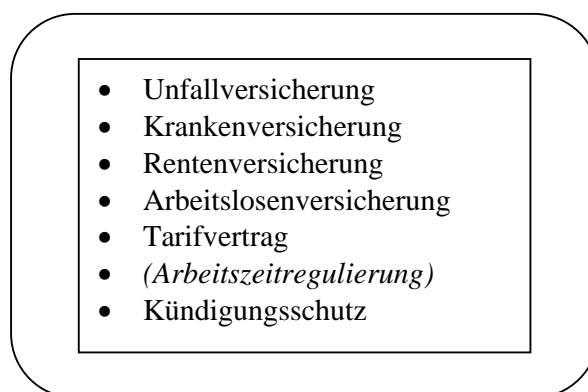 • Unfallversicherung
• Krankenversicherung
• Rentenversicherung
• Arbeitslosenversicherung
• Tarifvertrag
• (Arbeitszeitregulierung)
• Kündigungsschutz